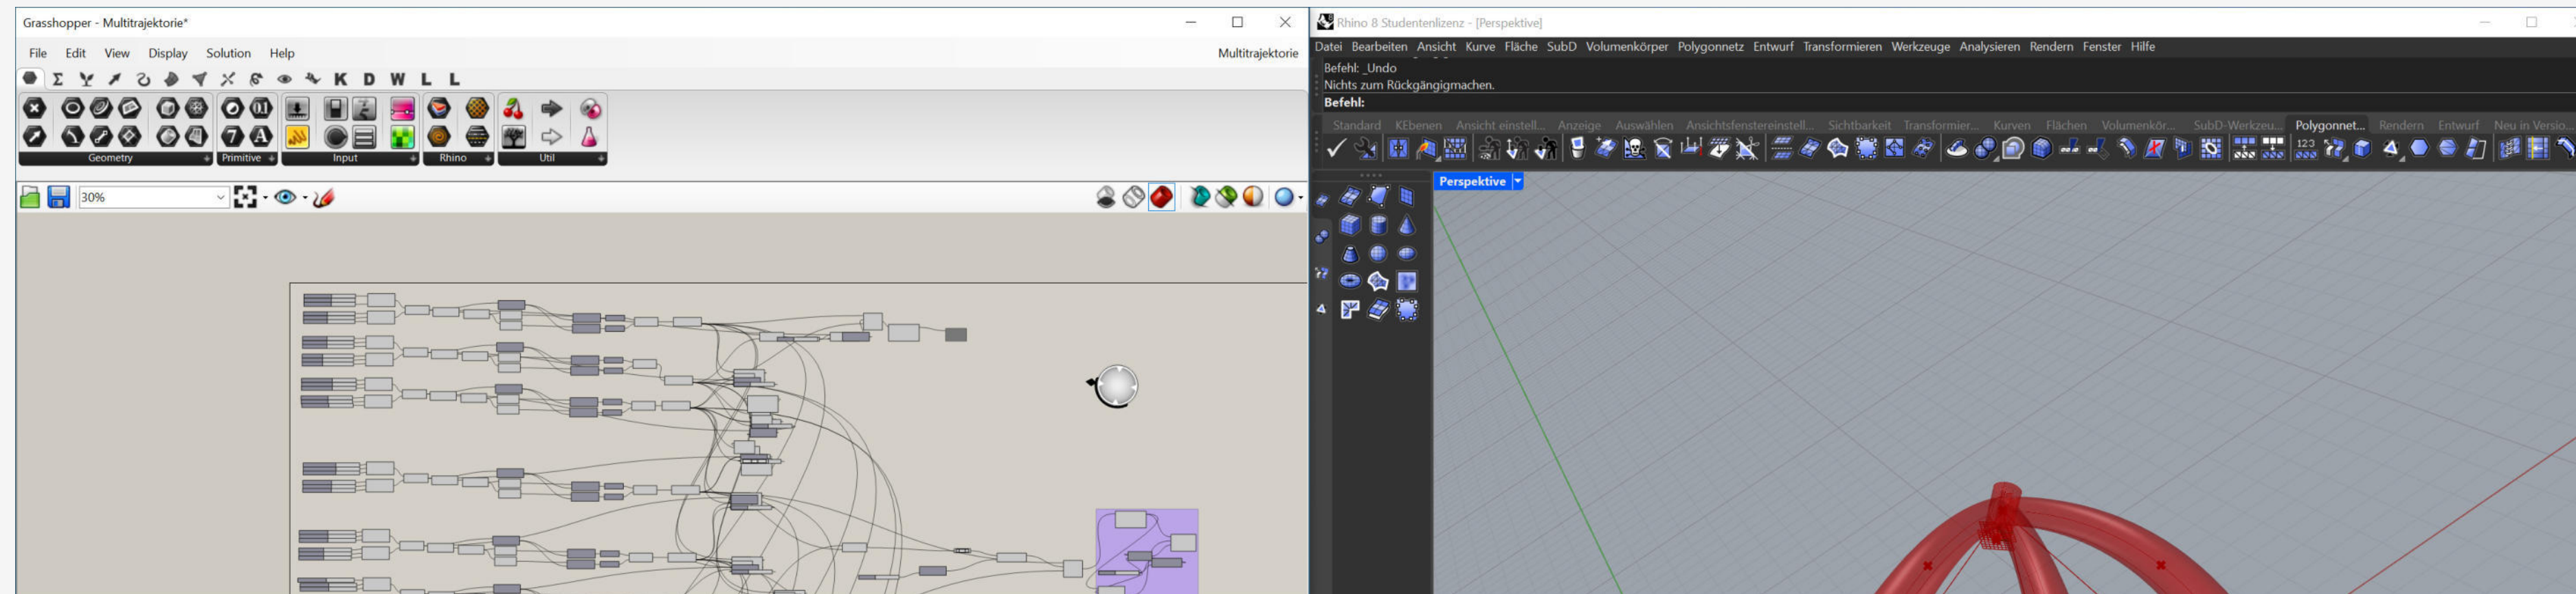 Grasshopper - Multitrajektorie*
File Edit View Display Solution Help
Multitrajektorie
K D W L L
Geometry
Primitive
Input
Rhino
Util
30%
Rhino 8 Studentenlizenz - [Perspektive]
Datei Bearbeiten Ansicht Kurve Fläche SubD Volumenkörper Polygonnetz Entwurf Transformieren Werkzeuge Analysieren Rendern Fenster Hilfe
Befehl: _Undo
Nichts zum Rückgängigmachen.
Befehl:
Standard KEbenen Ansicht einstell... Anzeige Auswählen Ansichtsfenstereinstell... Sichtbarkeit Transformier... Kurven Flächen Volumenkör... Sub-D-Werkzeu... Polygonnet... Rendern Entwurf Neu in Versio...
123
Perspektive